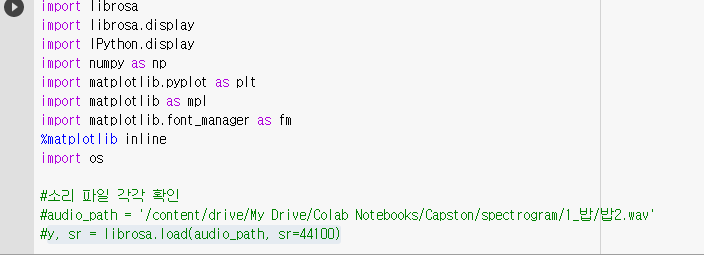 import librosa
import librosa.display
import IPython.display
import numpy as np
import matplotlib.pyplot as plt
import matplotlib as mpl
import matplotlib.font_manager as fm
%matplotlib inline
import os
#소리 파일 각각 확인
#audio_path = '/content/drive/My Drive/Colab Notebooks/Capston/spectrogram/1_밥/밥2.wav'
#y, sr = librosa.load(audio_path, sr=44100)